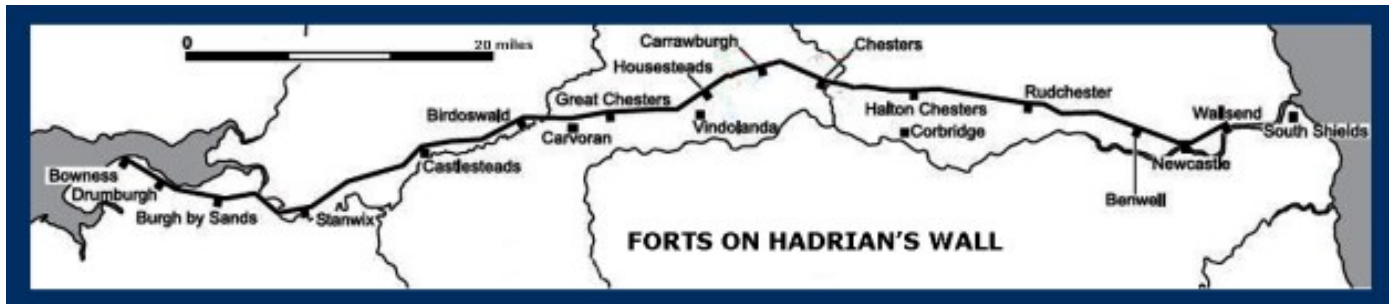 0 20 miles
Carrawburgh
Chesters
Housesteads
Great Chesters
Birdoswald
Halton Chesters
Rudchester
Wallsend
South Shields
Carvoran
Vindolanda
Corbridge
Castlesteads
Newcastle
Bowness
Drumburgh
Burgh by Sands
Stanwix
Benwell
FORTS ON HADRIAN'S WALL